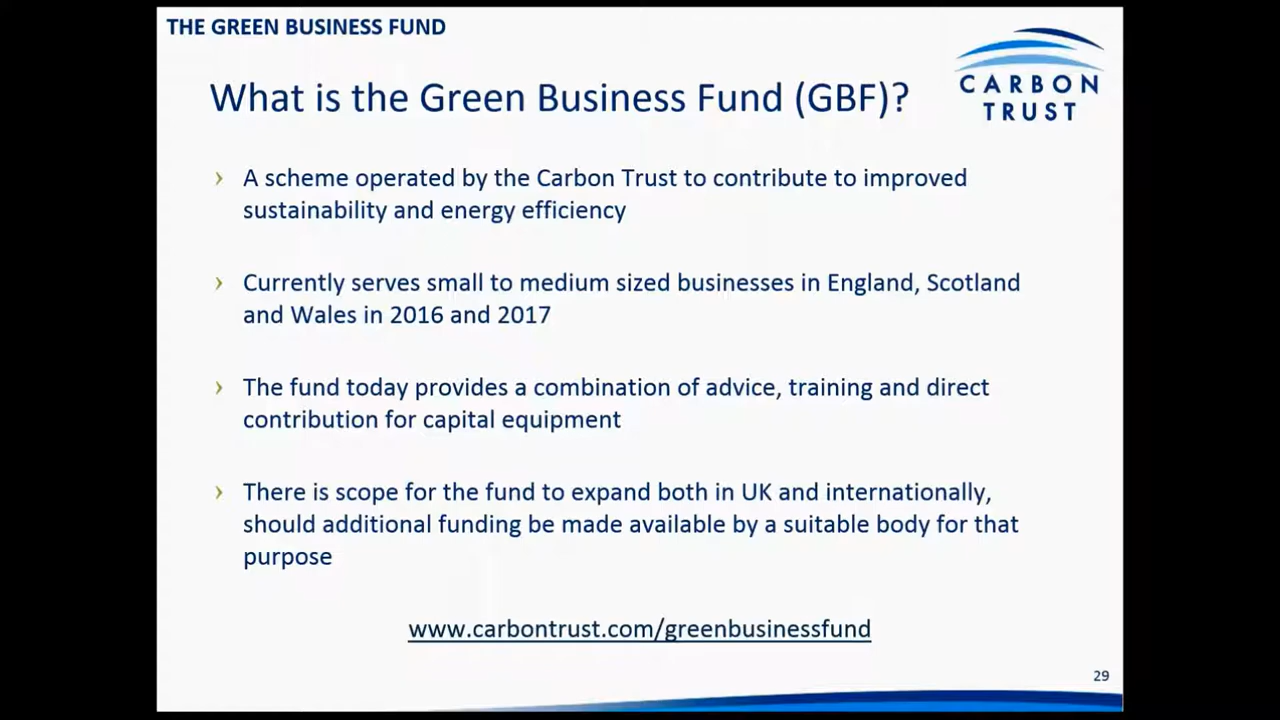 THE GREEN BUSINESS FUND
CARBON
TRUST
What is the Green Business Fund (GBF)?
› A scheme operated by the Carbon Trust to contribute to improved
sustainability and energy efficiency
› Currently serves small to medium sized businesses in England, Scotland
and Wales in 2016 and 2017
› The fund today provides a combination of advice, training and direct
contribution for capital equipment
› There is scope for the fund to expand both in UK and internationally,
should additional funding be made available by a suitable body for that
purpose
www.carbontrust.com/greenbusinessfund
29